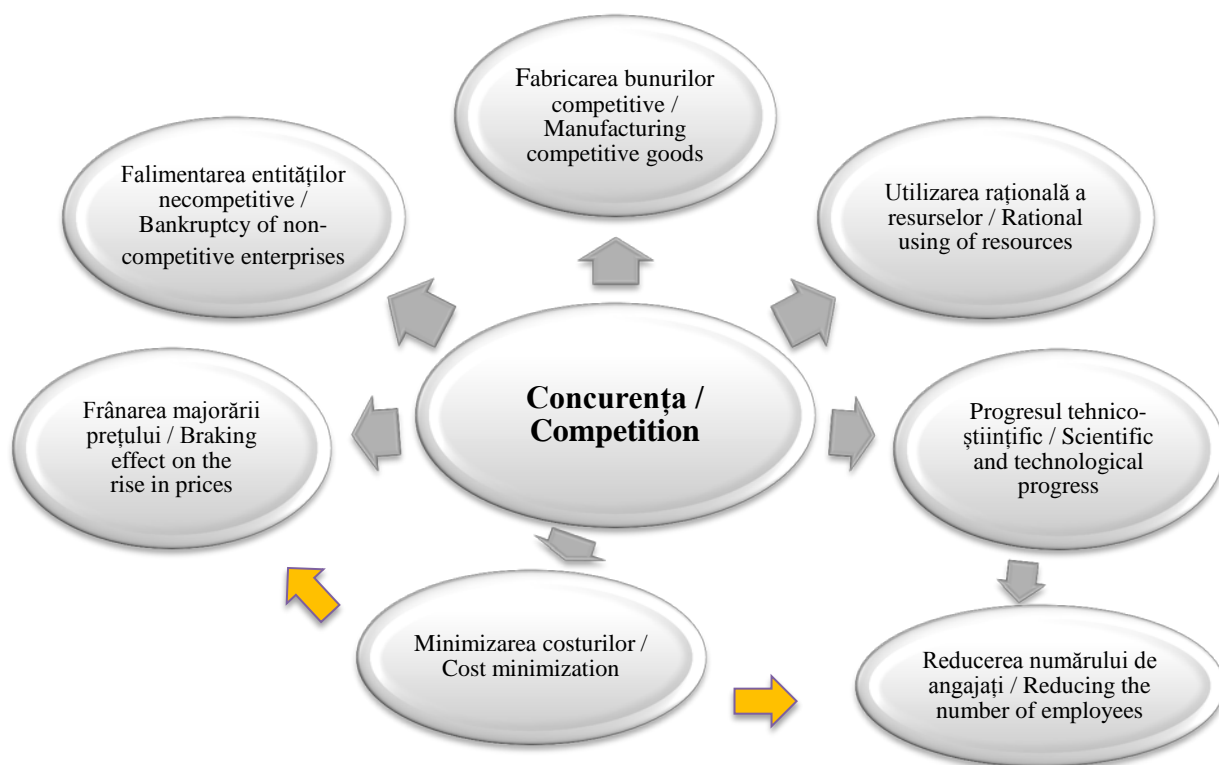 Fabricarea bunurilor
competitive /
Manufacturing
competitive goods
Falimentarea entităților
necompetitive /
Bankruptcy of non-
competitive enterprises
Utilizarea rațională a
resurselor / Rational
using of resources
Concurența /
Competition
Frânarea majorării
prețului / Braking
effect on the
rise in prices
Progresul tehnico-
științific / Scientific
and technological
progress
Minimizarea costurilor /
Cost minimization
Reducerea numărului de
angajați / Reducing the
number of employees